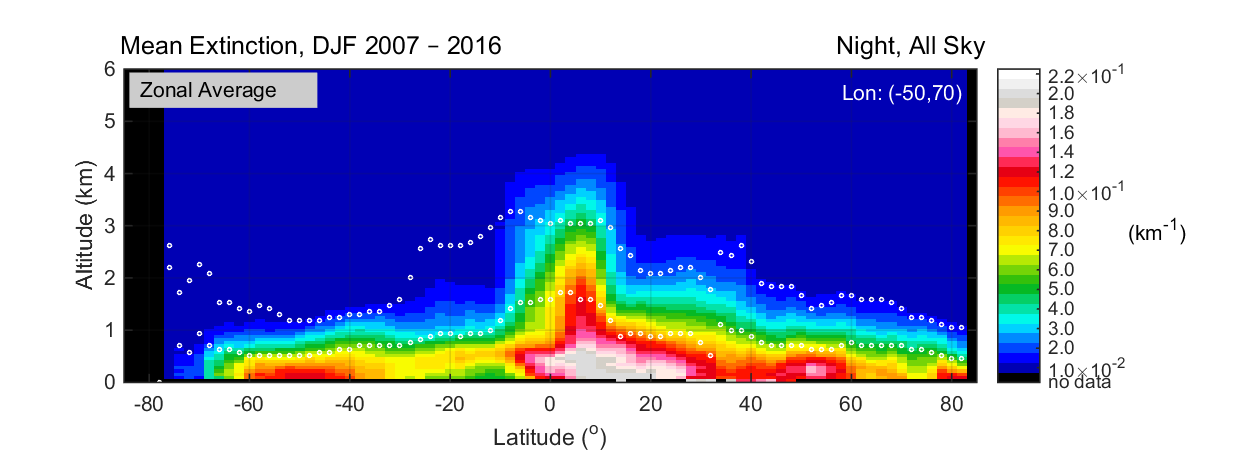 Mean Extinction, DJF 2007 – 2016
Night, All Sky
Zonal Average
Lon: (-50,70)
6
5
4
3
2
1
0
Altitude (km)
-80 -60 -40 -20 0 20 40 60 80
Latitude (o)
2.2×10-1
2.0
1.8
1.6
1.4
1.2
1.0×10-1
9.0
8.0
7.0
6.0
5.0
4.0
3.0
2.0
1.0×10-2
no data
(km-1)